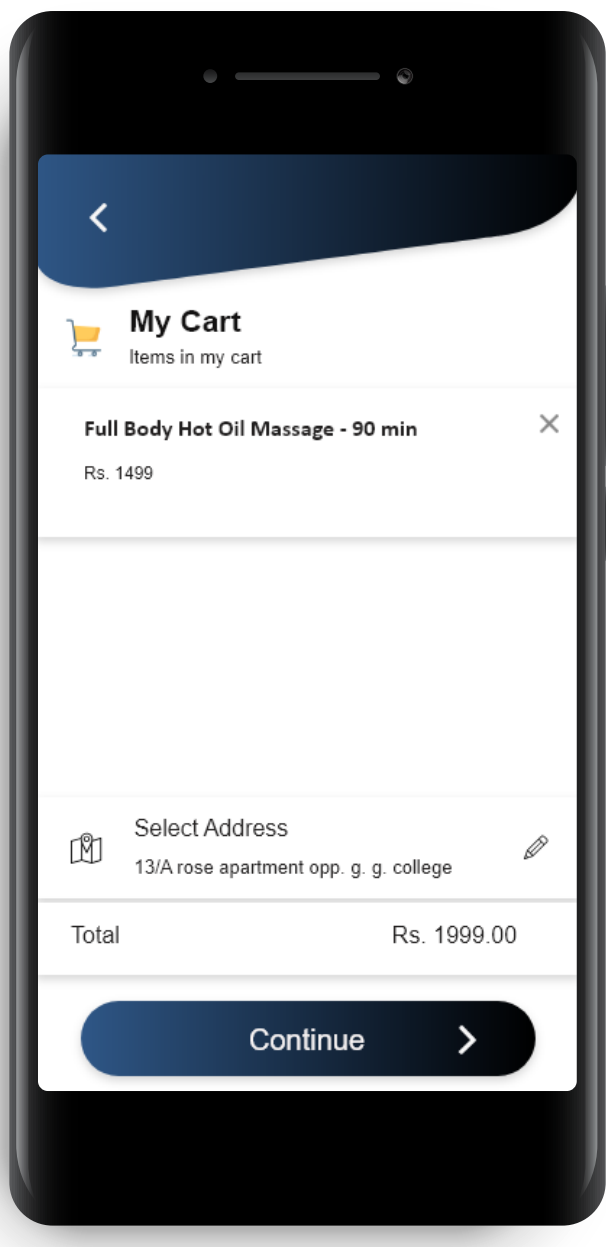 My Cart
Items in my cart
Full Body Hot Oil Massage - 90 min
Rs. 1499
Select Address
13/A rose apartment opp. g. g. college
Total Rs. 1999.00
Continue